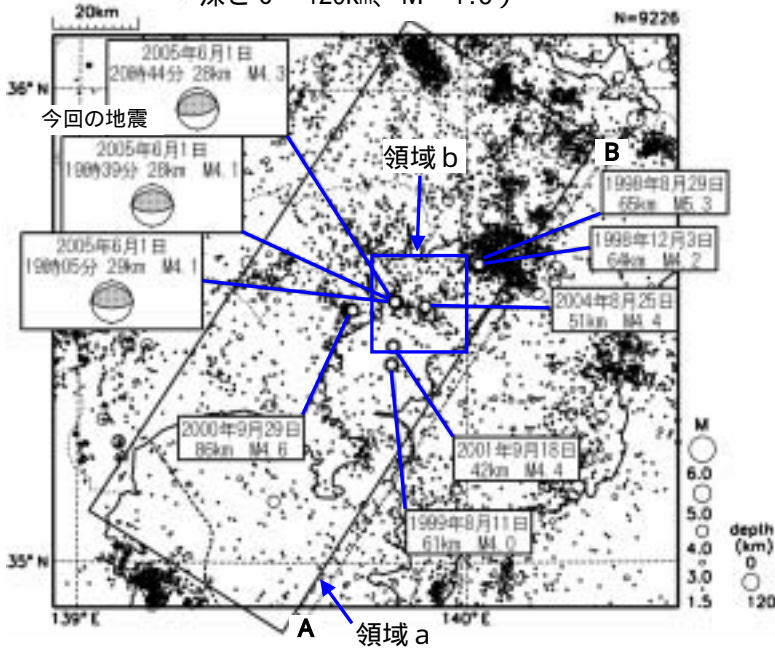 深さ0～120km、M≧1.5）
20km
N=9226
36°N
2005年6月1日
20時44分 28km M4.3
今回の地震
2005年6月1日
19時39分 28km M4.1
2005年6月1日
19時05分 29km M4.1
領域b
B
1998年8月29日
65km M5.3
1998年12月3日
64km M4.2
2004年8月25日
51km M4.4
2000年9月29日
86km M4.6
2001年9月18日
42km M4.4
1999年8月11日
61km M4.0
M
6.0
5.0
4.0
3.0
1.5
depth
(km)
0
120
35°N
139°E
A
領域a
140°E